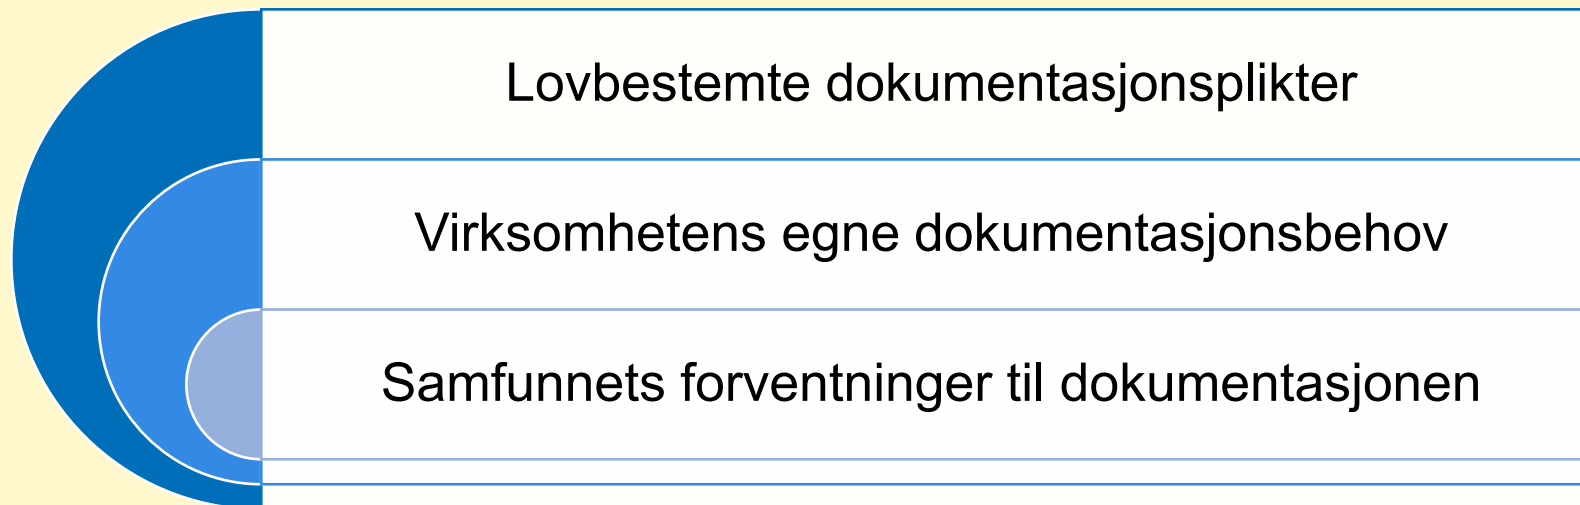 Lovbestemte dokumentasjonsplikter
Virksomhetens egne dokumentasjonsbehov
Samfunnets forventninger til dokumentasjonen